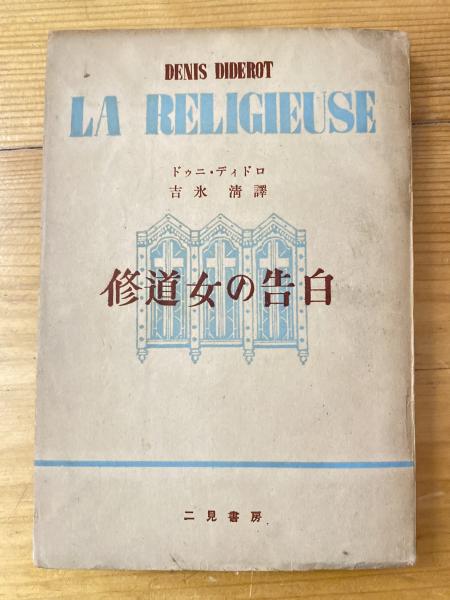 DENIS DIDEROT
LA RELIGIEUSE
ドゥニ・ディドロ
吉氷 清譯
修道女の告白
二見書房